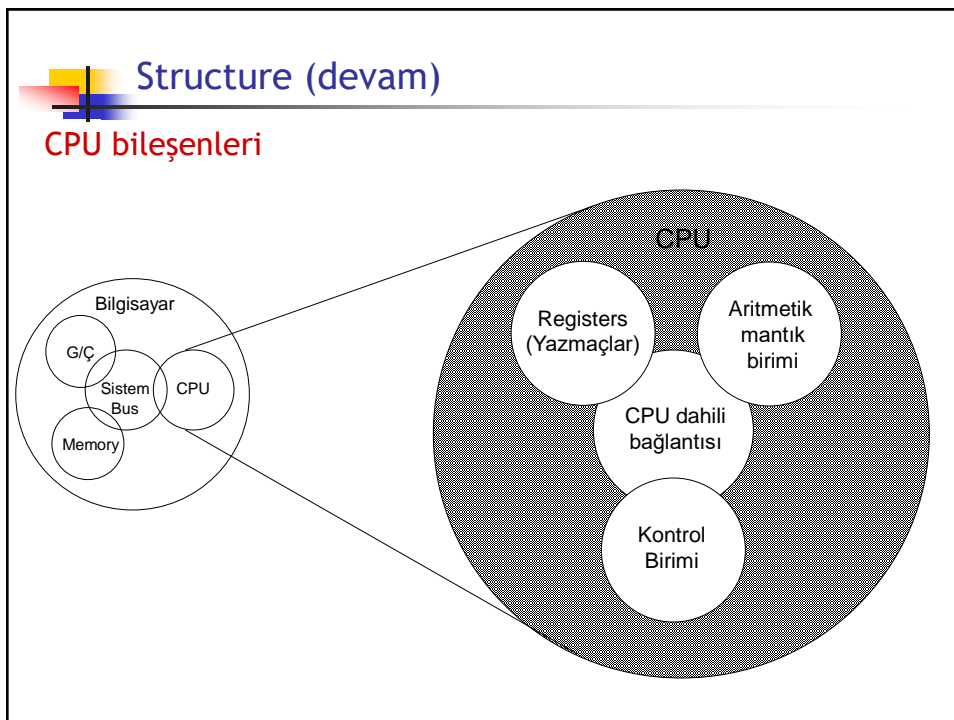 Structure (devam)
CPU bileşenleri
Bilgisayar
G/Ç
Sistem
Bus
CPU
Memory
CPU
Registers
(Yazmaçlar)
Aritmetik
mantık
birimi
CPU dahili
bağlantısı
Kontrol
Birimi